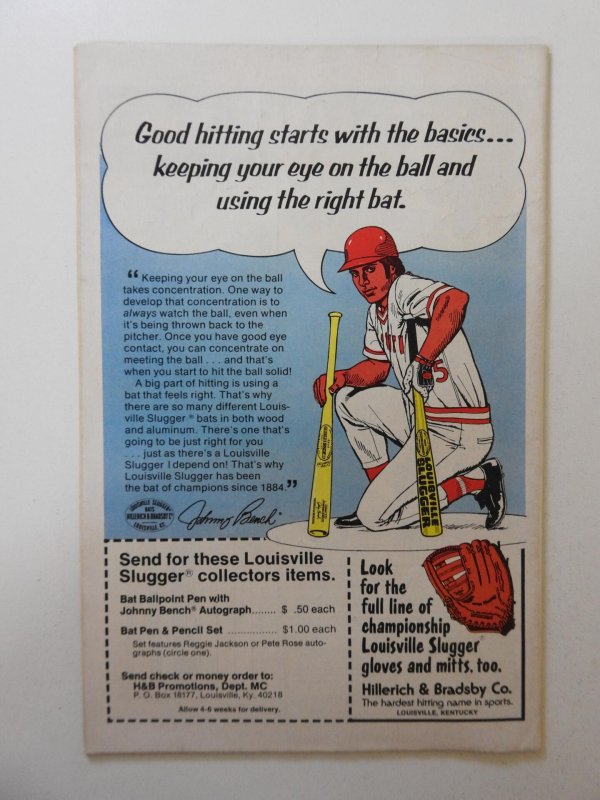 Good hitting starts with the basics...
keeping your eye on the ball and
using the right bat.
“ Keeping your eye on the ball
takes concentration. One way to
develop that concentration is to
always watch the ball, even when
it's being thrown back to the
pitcher. Once you have good eye
contact, you can concentrate on
meeting the ball . . . and that's
when you start to hit the ball solid!
A big part of hitting is using a
bat that feels right. That's why
there are so many different Louis-
ville Slugger® bats in both wood
and aluminum. There's one that's
going to be just right for you
. . . just as there's a Louisville
Slugger I depend on! That's why
Louisville Slugger has been
the bat of champions since 1884.”
LOUISVILLE SLUGGER
BATS
HILLERICH & BRADSBY Co
LOUISVILLE, KY.
Johnny Bench
5
LOUISVILLE
SLUGGER
Send for these Louisville
Slugger® collectors items.
Bat Ballpoint Pen with
Johnny Bench® Autograph........ $ .50 each
Bat Pen & Pencil Set ............... $1.00 each
Set features Reggie Jackson or Pete Rose auto-
graphs (circle one).
Send check or money order to:
H&B Promotions, Dept. MC
P. O. Box 18177, Louisville, Ky. 40218
Allow 4-6 weeks for delivery.
Look
for the
full line of
championship
Louisville Slugger
gloves and mitts, too.
Hillerich & Bradsby Co.
The hardest hitting name in sports.
LOUISVILLE, KENTUCKY